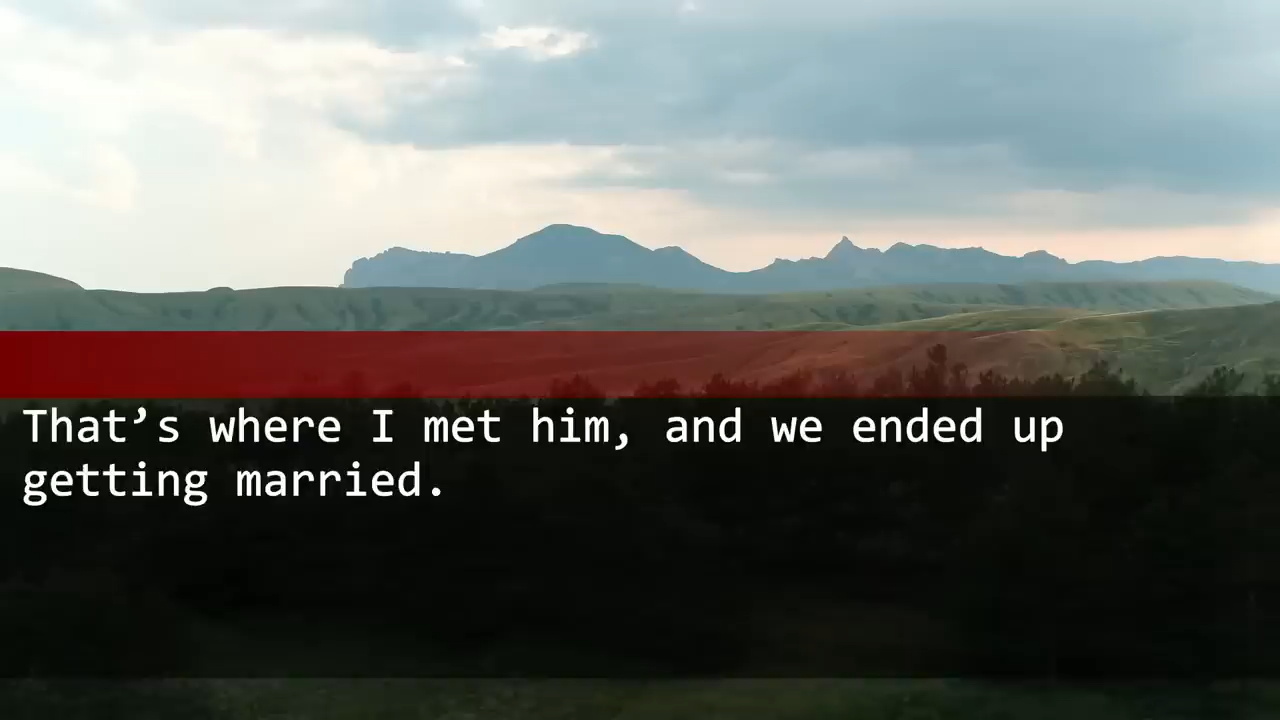 That’s where I met him, and we ended up
getting married.